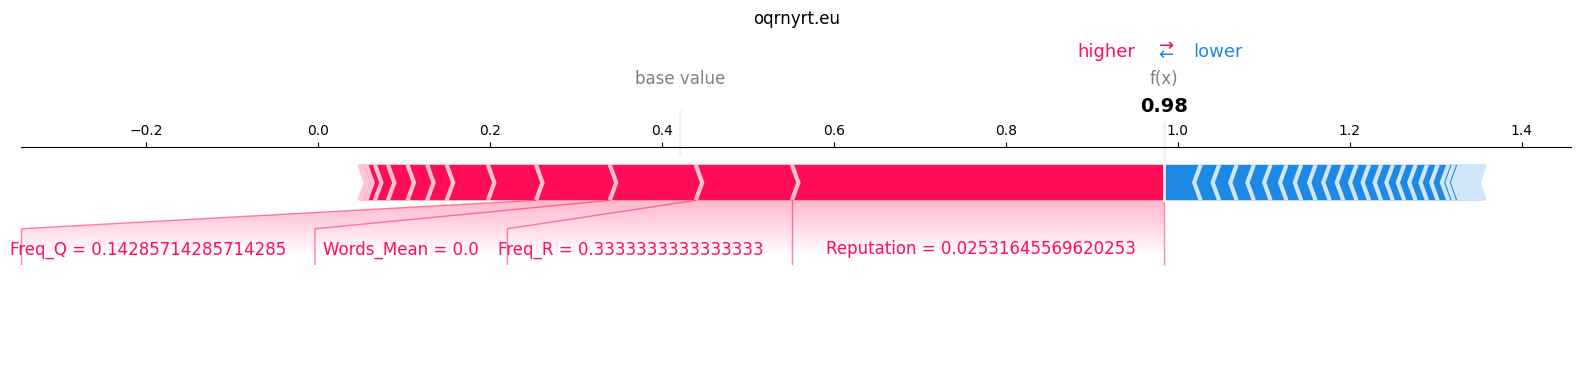 oqrnyrt.eu
higher ⇄ lower
base value f(x)
0.98
−0.2 0.0 0.2 0.4 0.6 0.8 1.0 1.2 1.4
Freq_Q = 0.14285714285714285 Words_Mean = 0.0 Freq_R = 0.3333333333333333 Reputation = 0.02531645569620253